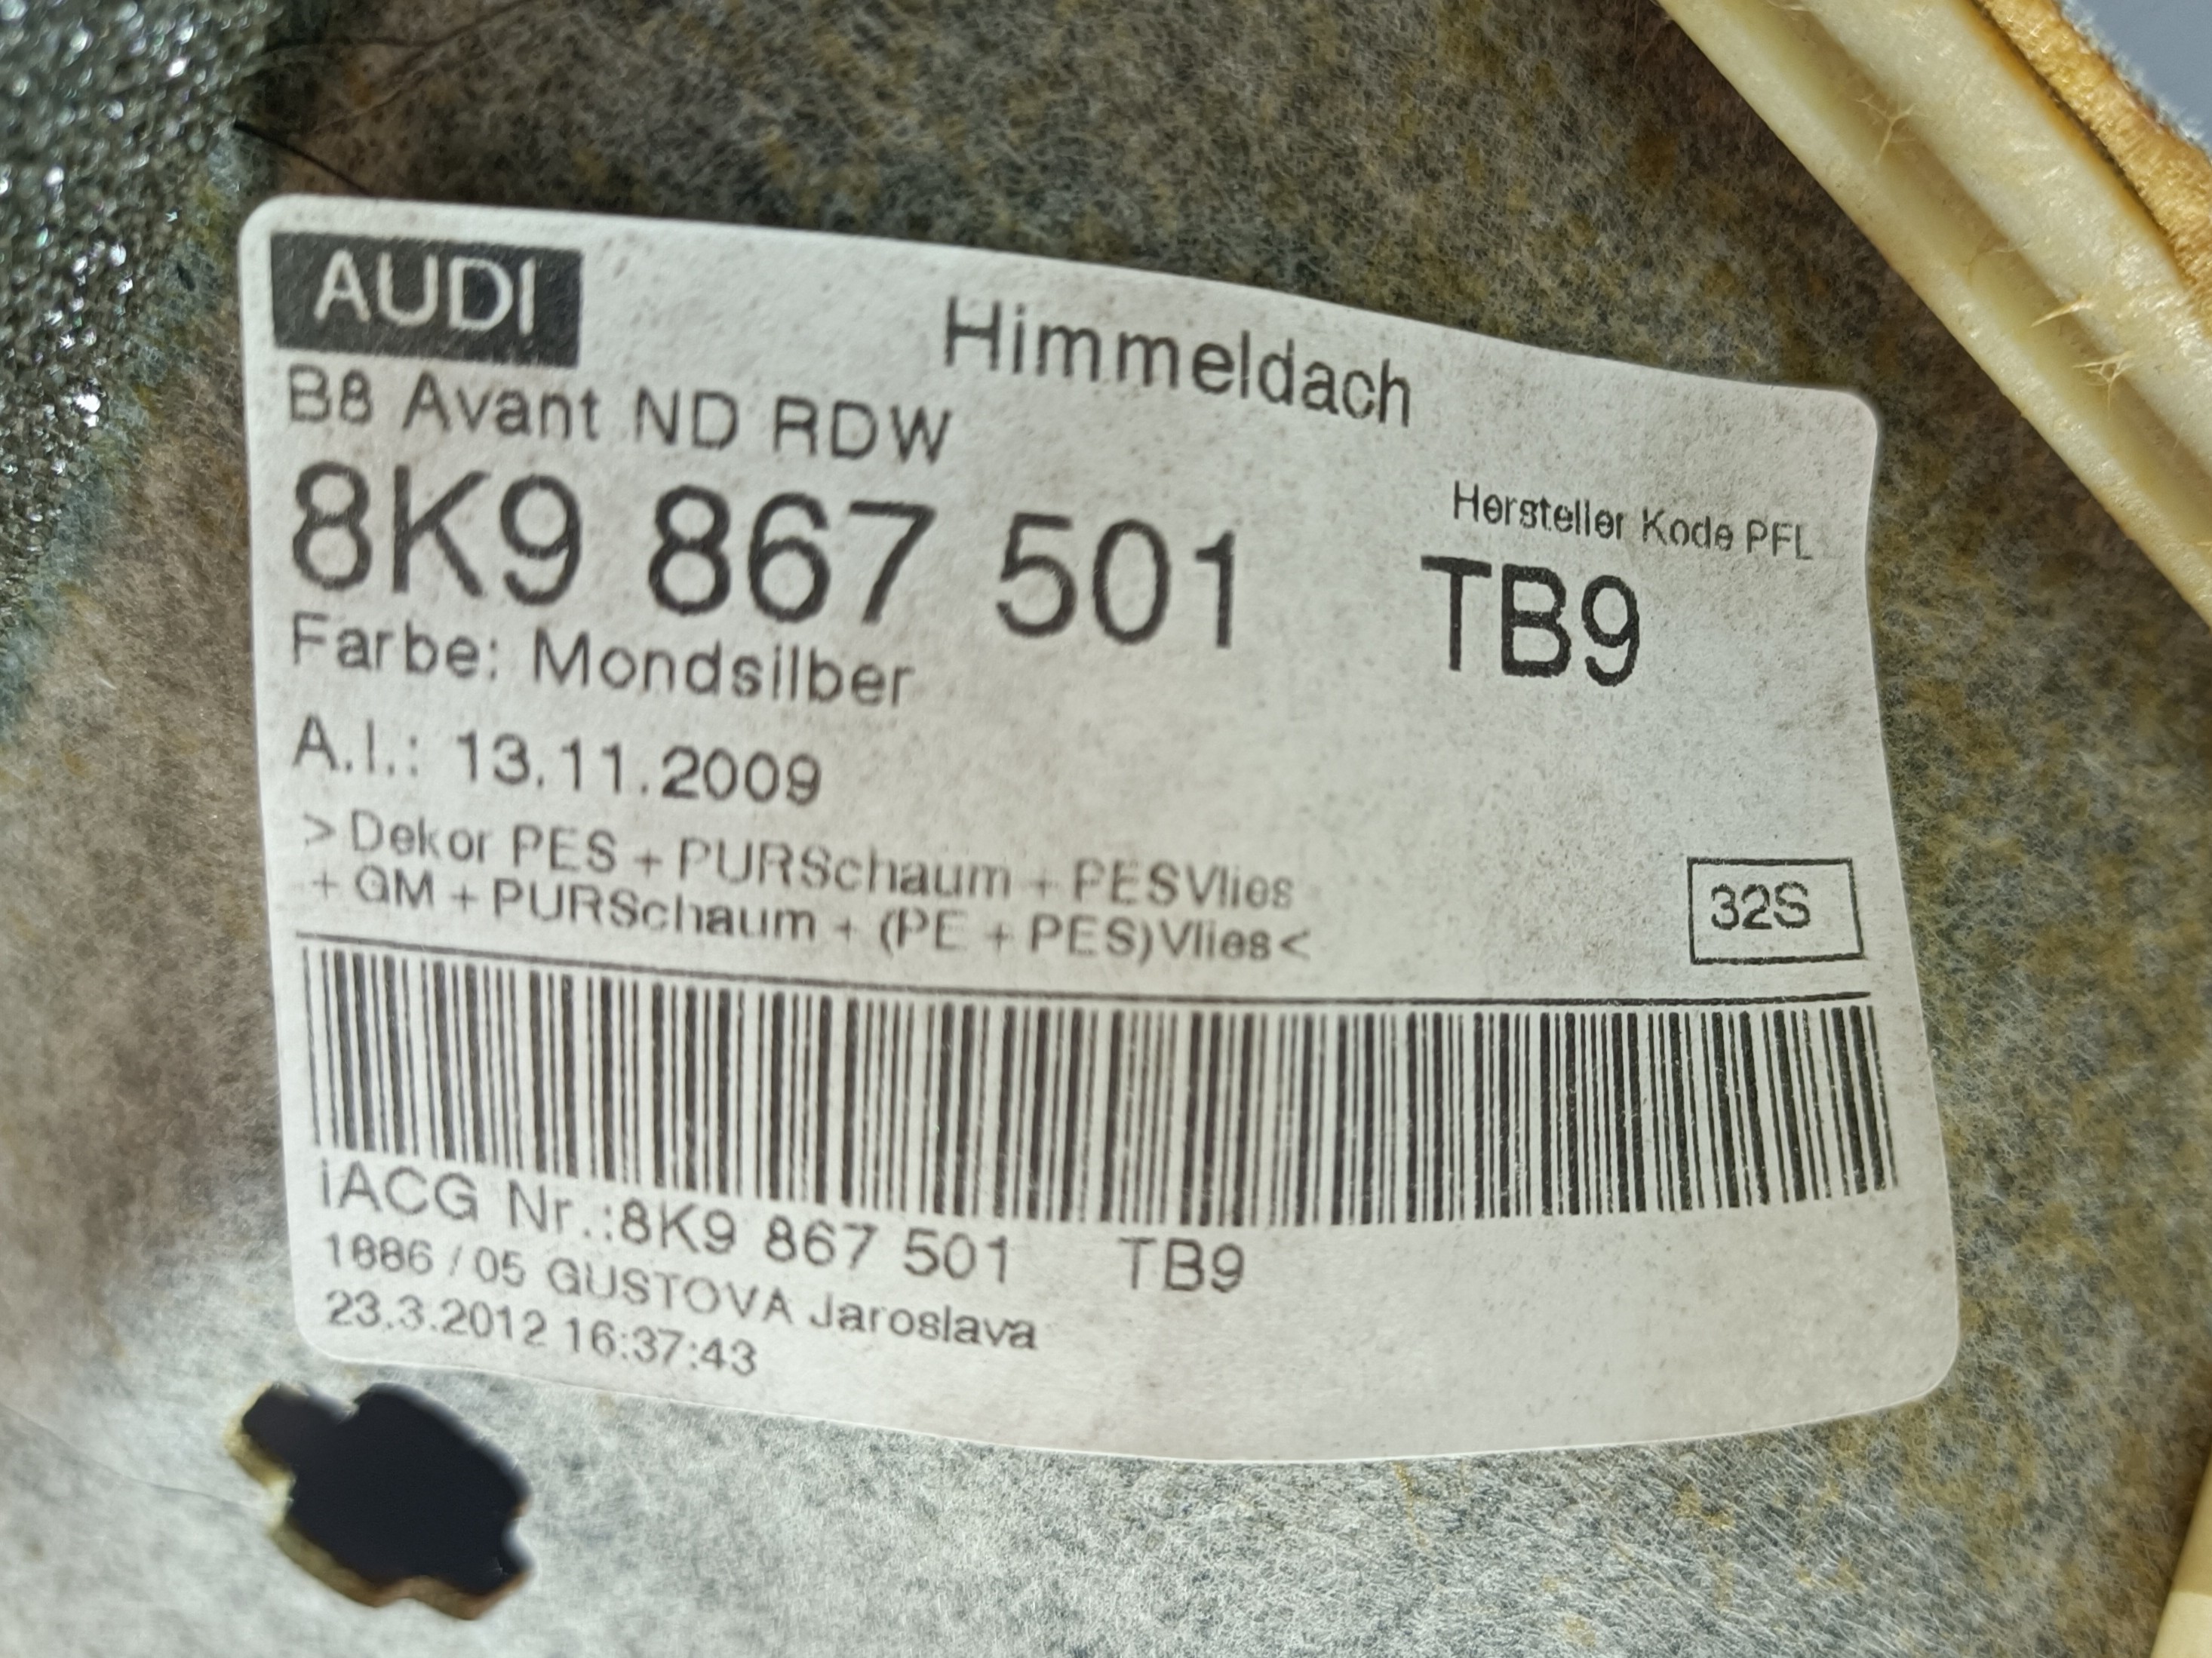 AUDI
Himmeldach
B8 Avant ND RDW
Hersteller Kode PFL
8K9 867 501 TB9
Farbe: Mondsilber
A.I.: 13.11.2009
>Dekor PES + PURSchaum + PESVlies
+ GM + PURSchaum + (PE + PES)Vlies<
32S
iACG Nr.:8K9 867 501 TB9
1886 / 05 GUSTOVA Jaroslava
23.3.2012 16:37:43